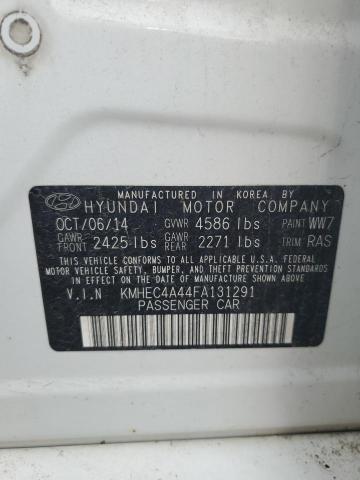 MANUFACTURED IN REPUBLIC OF KOREA
BY HYUNDAI MOTOR COMPANY
OCT/06/14 GVWR 4586 lbs PAINT WW7
GAWR FRONT 2425 lbs GAWR REAR 2271 lbs TRIM RAS
THIS VEHICLE CONFORMS TO ALL APPLICABLE U.S.A. FEDERAL
MOTOR VEHICLE SAFETY, BUMPER, AND THEFT PREVENTION STANDARDS
IN EFFECT ON THE DATE OF MANUFACTURE SHOWN ABOVE.
V.I.N KMHEC4A44FA131291
PASSENGER CAR